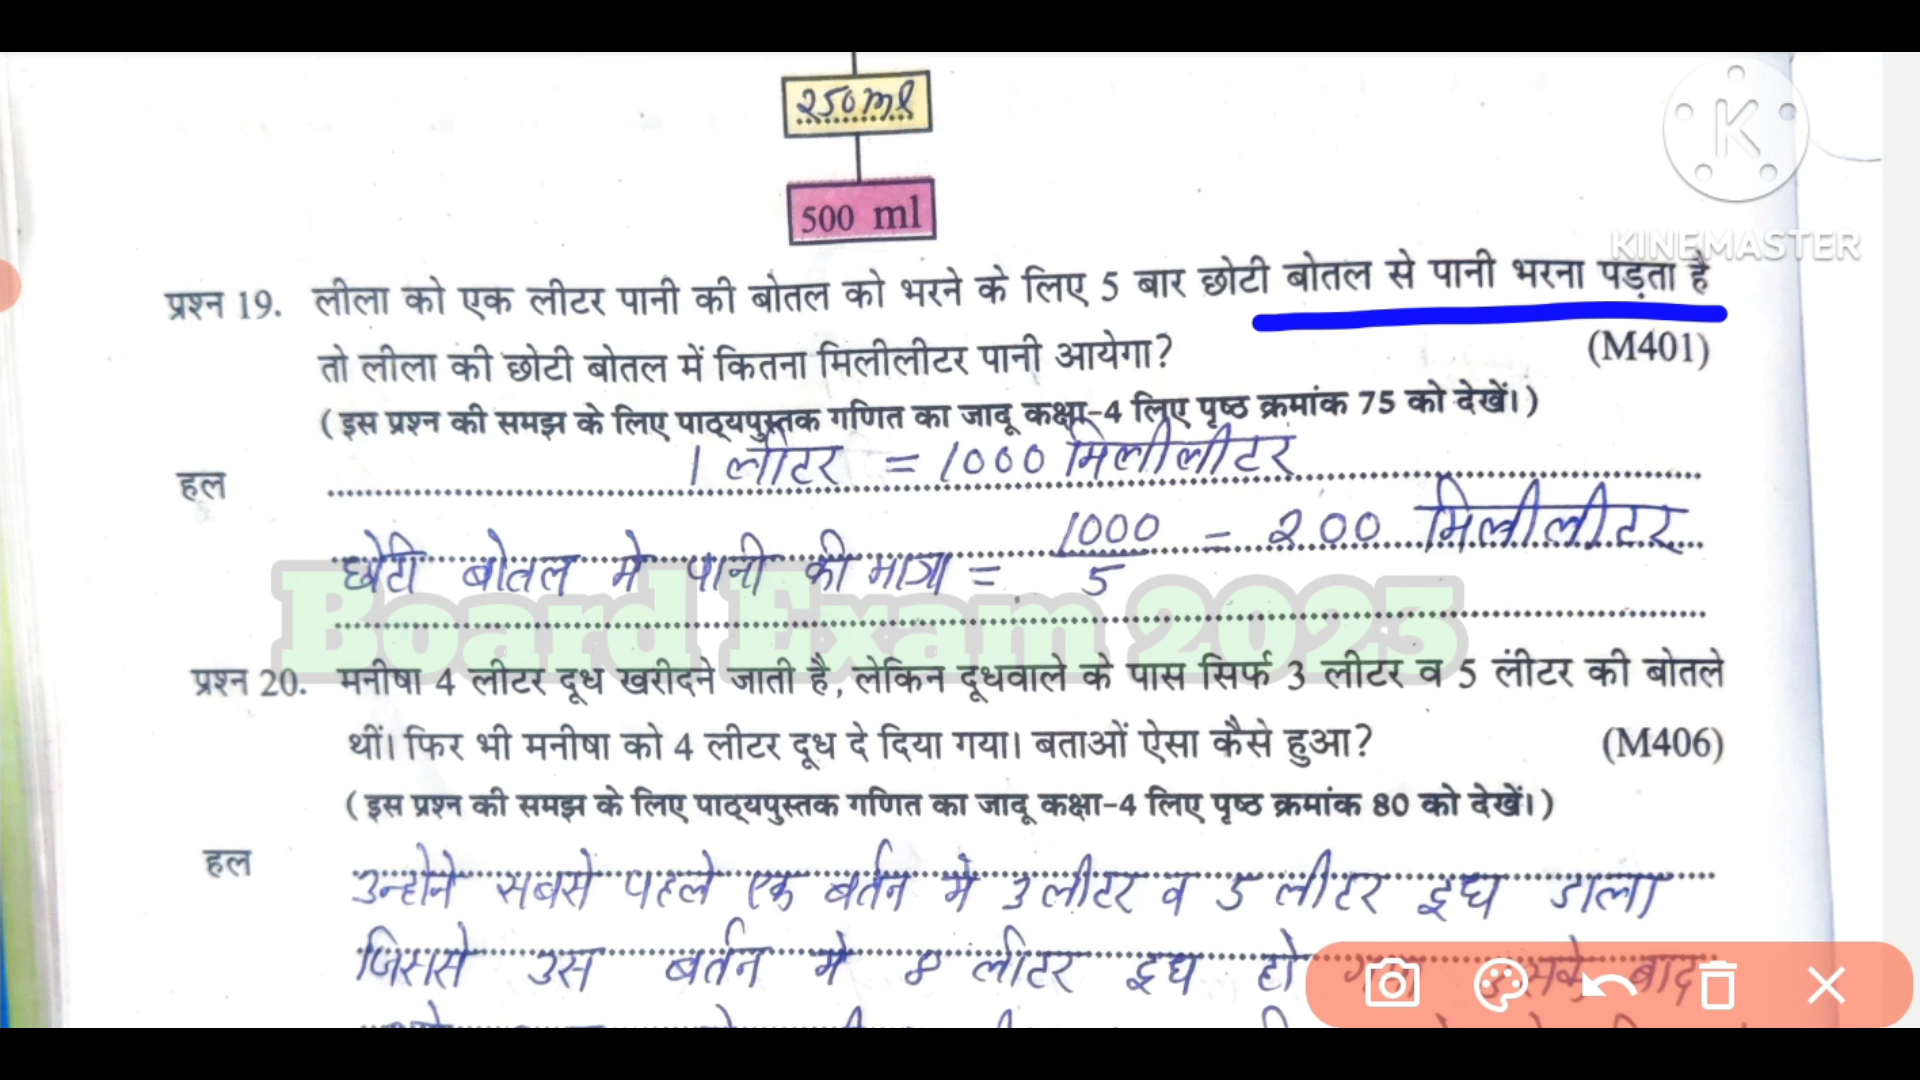 250ml
500 ml
KINEMASTER
प्रश्न 19. लीला को एक लीटर पानी की बोतल को भरने के लिए 5 बार छोटी बोतल से पानी भरना पड़ता है
तो लीला की छोटी बोतल में कितना मिलीलीटर पानी आयेगा? (M401)
(इस प्रश्न की समझ के लिए पाठ्यपुस्तक गणित का जादू कक्षा-4 लिए पृष्ठ क्रमांक 75 को देखें।)
हल 1 लीटर = 1000 मिलीलीटर
छोटी बोतल मे पानी की मात्रा = 1000/5 = 200 मिलीलीटर
Board Exam 2023
प्रश्न 20. मनीषा 4 लीटर दूध खरीदने जाती है, लेकिन दूधवाले के पास सिर्फ 3 लीटर व 5 लीटर की बोतले
थीं। फिर भी मनीषा को 4 लीटर दूध दे दिया गया। बताओं ऐसा कैसे हुआ? (M406)
(इस प्रश्न की समझ के लिए पाठ्यपुस्तक गणित का जादू कक्षा-4 लिए पृष्ठ क्रमांक 80 को देखें।)
हल उन्होने सबसे पहले एक बर्तन मे 3 लीटर व 5 लीटर दूध डाला
जिससे उस बर्तन मे 8 लीटर दूध हो गया उसके बाद